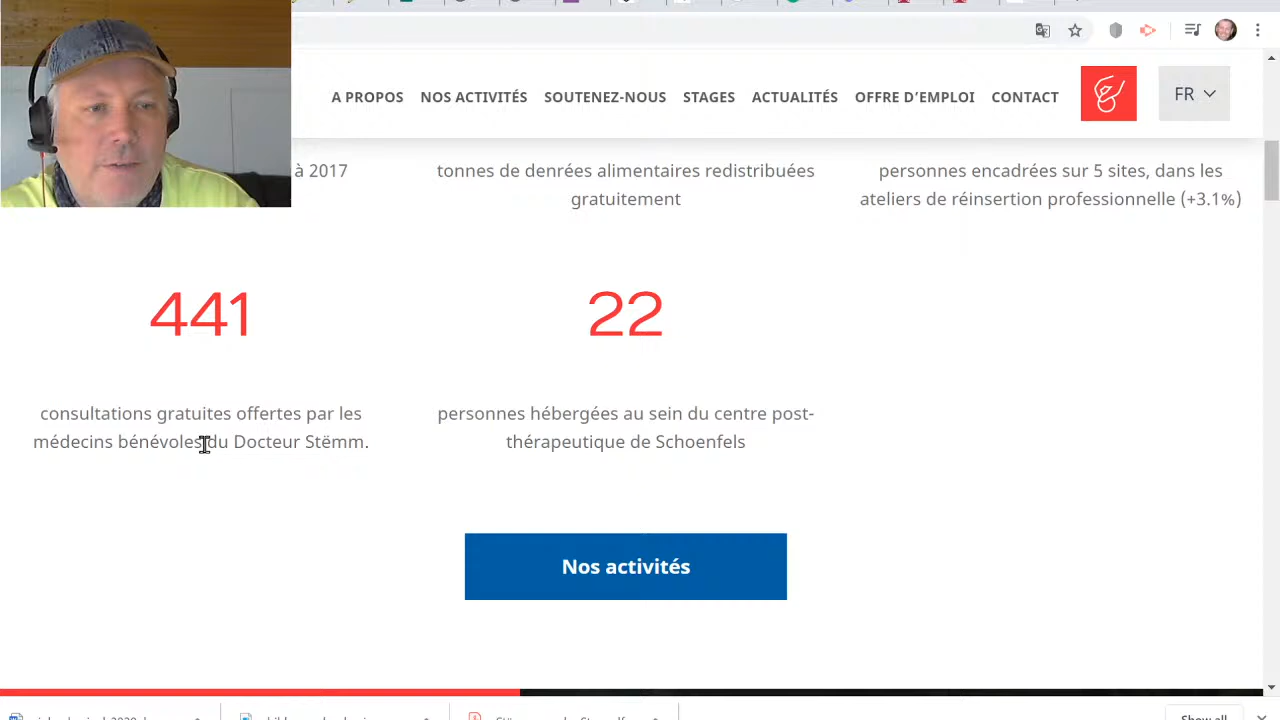 A PROPOS NOS ACTIVITÉS SOUTENEZ-NOUS STAGES ACTUALITÉS OFFRE D'EMPLOI CONTACT
FR
à 2017
tonnes de denrées alimentaires redistribuées
gratuitement
personnes encadrées sur 5 sites, dans les
ateliers de réinsertion professionnelle (+3.1%)
441
consultations gratuites offertes par les
médecins bénévoles du Docteur Stëmm.
22
personnes hébergées au sein du centre post-
thérapeutique de Schoenfels
Nos activités
Show all